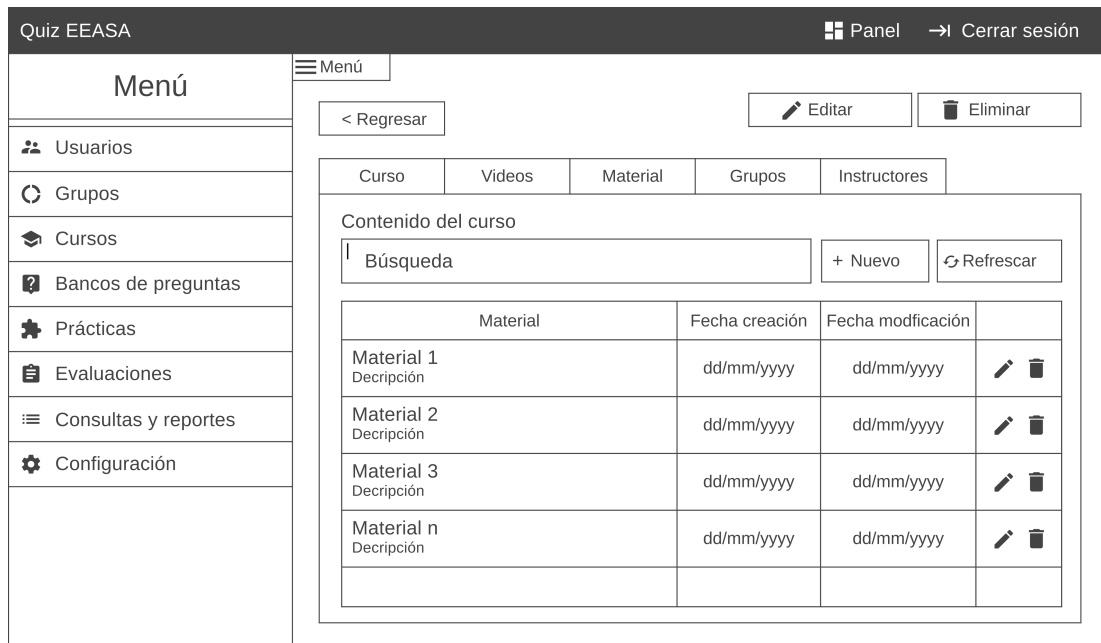 Quiz EEASA
Panel
Cerrar sesión
Menú
Usuarios
Grupos
Cursos
Bancos de preguntas
Prácticas
Evaluaciones
Consultas y reportes
Configuración
Menú
< Regresar
Editar
Eliminar
Curso
Videos
Material
Grupos
Instructores
Contenido del curso
Búsqueda
+ Nuevo
Refrescar
Material
Fecha creación
Fecha modficación
Material 1
Decripción
dd/mm/yyyy
dd/mm/yyyy
Material 2
Decripción
dd/mm/yyyy
dd/mm/yyyy
Material 3
Decripción
dd/mm/yyyy
dd/mm/yyyy
Material n
Decripción
dd/mm/yyyy
dd/mm/yyyy